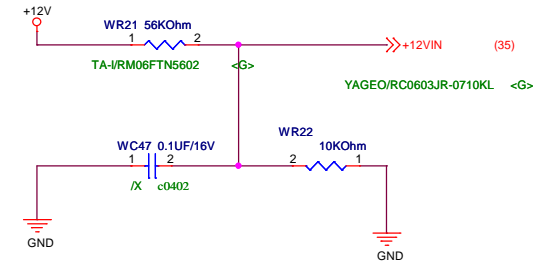 +12V
WR21 56KOhm
1 2
+12VIN (35)
TA-I/RM06FTN5602 <G>
YAGEO/RC0603JR-0710KL <G>
WR22
WC47 0.1UF/16V
10KOhm
1 2
2 1
/X c0402
GND
GND